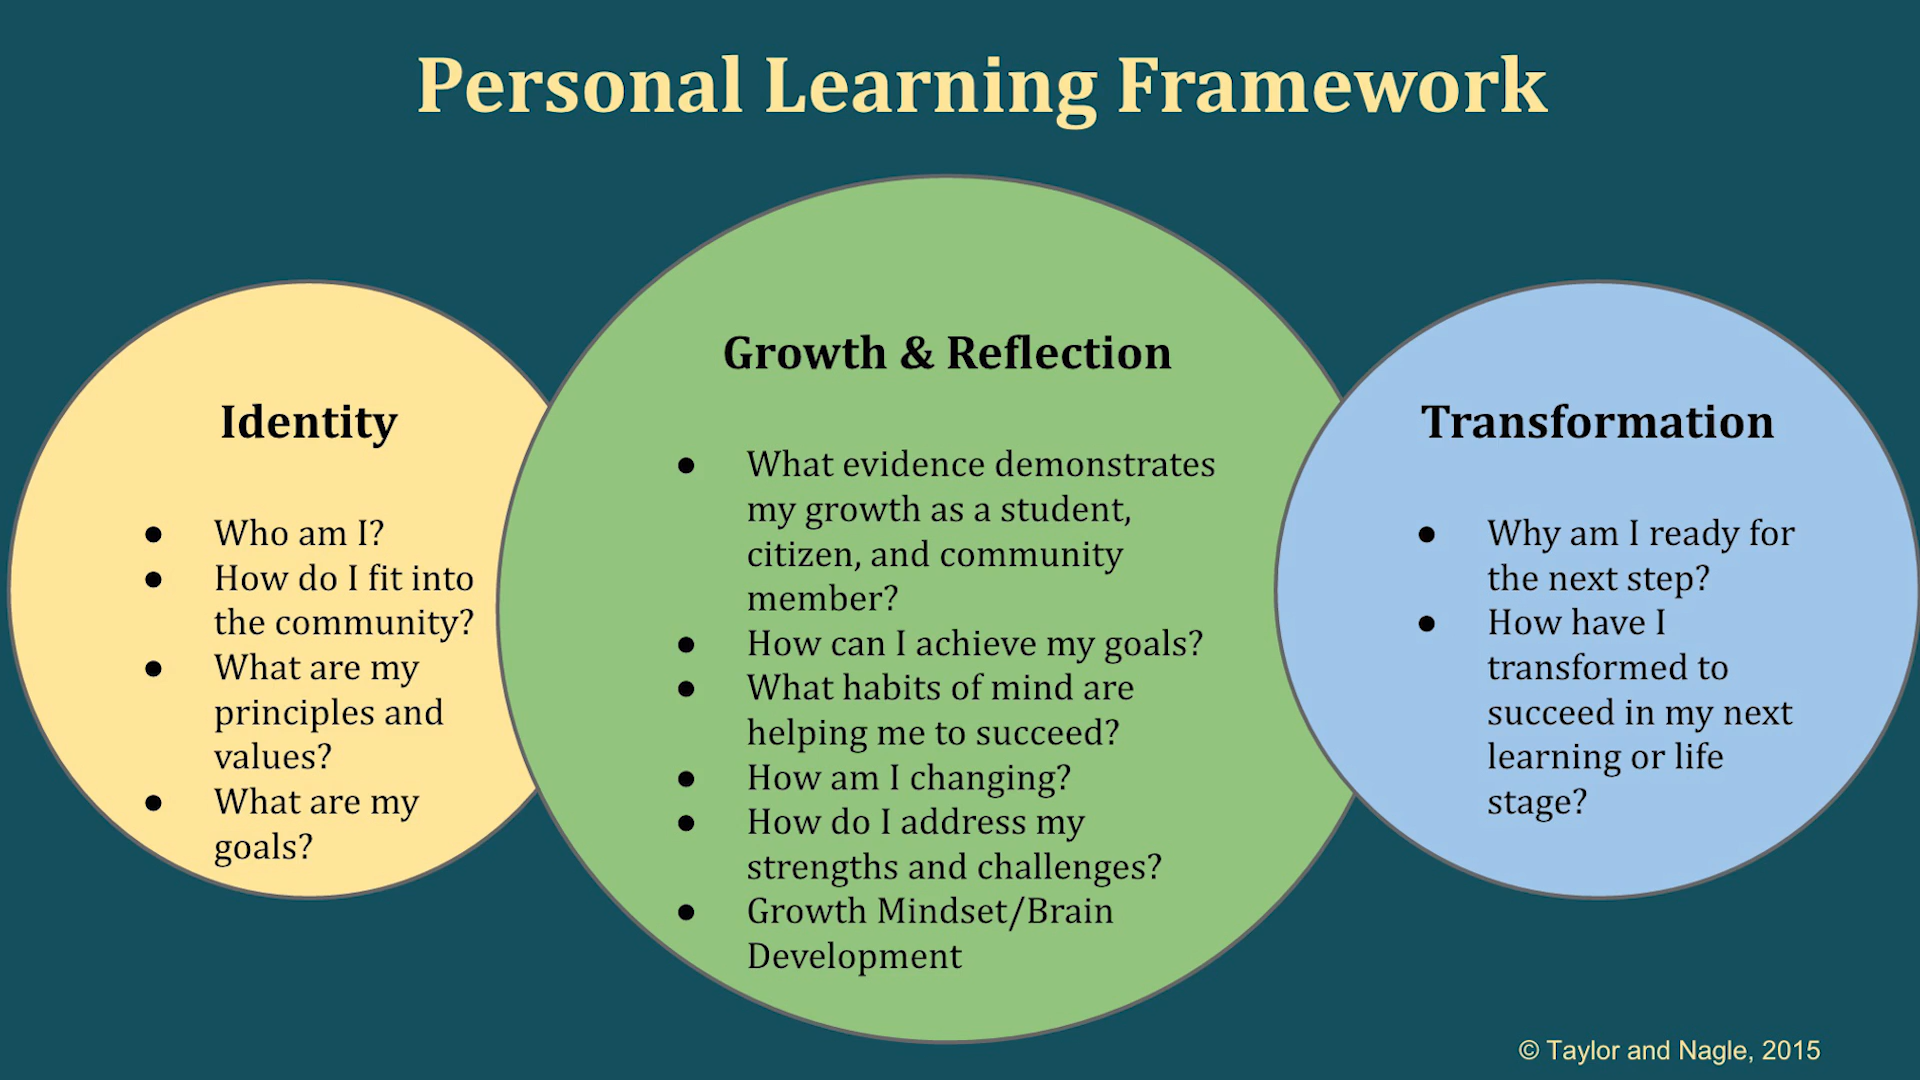 Personal Learning Framework
Identity
● Who am I?
● How do I fit into
the community?
● What are my
principles and
values?
● What are my
goals?
Growth & Reflection
● What evidence demonstrates
my growth as a student,
citizen, and community
member?
● How can I achieve my goals?
● What habits of mind are
helping me to succeed?
● How am I changing?
● How do I address my
strengths and challenges?
● Growth Mindset/Brain
Development
Transformation
● Why am I ready for
the next step?
● How have I
transformed to
succeed in my next
learning or life
stage?
© Taylor and Nagle, 2015